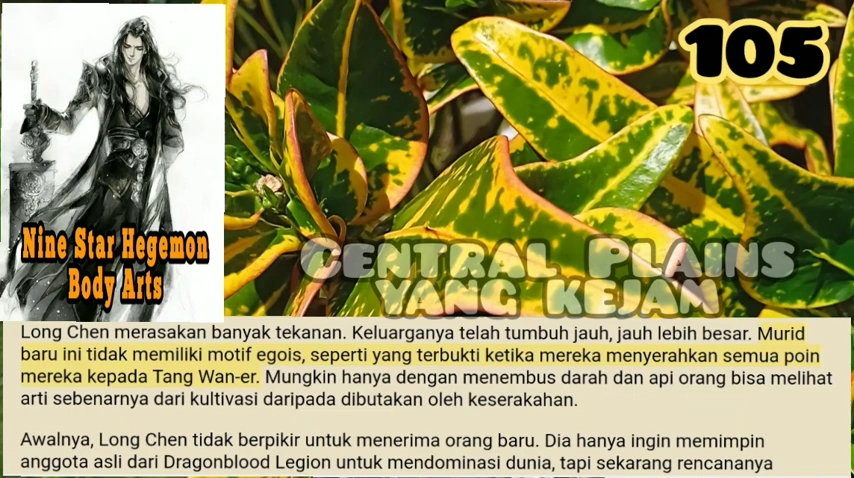 105
Nine Star Hegemon
Body Arts
CENTRAL PLAINS
YANG KEJAM
Long Chen merasakan banyak tekanan. Keluarganya telah tumbuh jauh, jauh lebih besar. Murid
baru ini tidak memiliki motif egois, seperti yang terbukti ketika mereka menyerahkan semua poin
mereka kepada Tang Wan-er. Mungkin hanya dengan menembus darah dan api orang bisa melihat
arti sebenarnya dari kultivasi daripada dibutakan oleh keserakahan.
Awalnya, Long Chen tidak berpikir untuk menerima orang baru. Dia hanya ingin memimpin
anggota asli dari Dragonblood Legion untuk mendominasi dunia, tapi sekarang rencananya